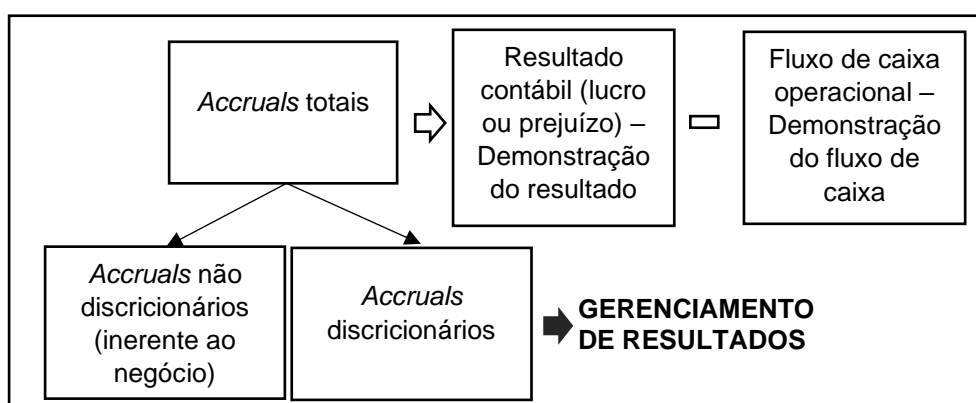 Accruals totais
Resultado
contábil (lucro
ou prejuízo) –
Demonstração
do resultado
Fluxo de caixa
operacional –
Demonstração
do fluxo de
caixa
Accruals não
discricionários
(inerente ao
negócio)
Accruals
discricionários
GERENCIAMENTO
DE RESULTADOS